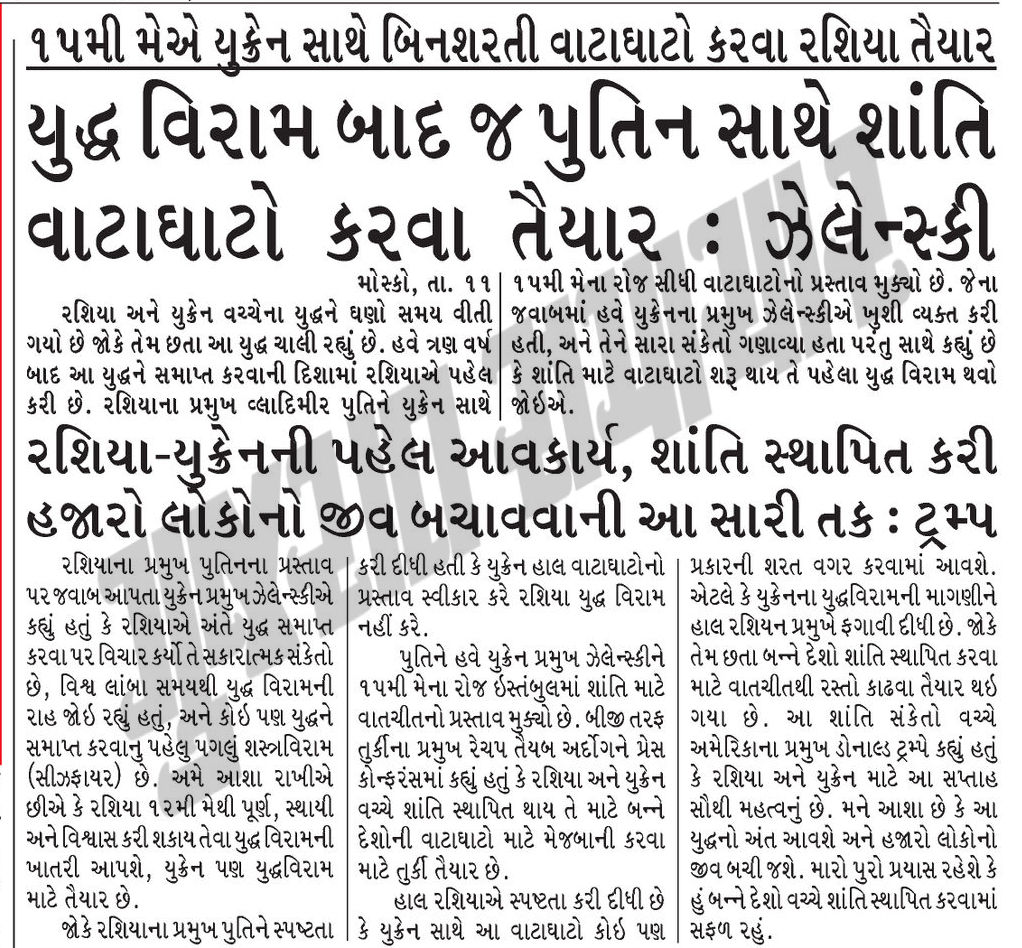 ૧૫મી મેએ યુક્રેન સાથે બિનશરતી વાટાઘાટો કરવા રશિયા તૈયાર
યુદ્ધ વિરામ બાદ જ પુતિન સાથે શાંતિ
વાટાઘાટો કરવા તૈયાર : ઝેલેન્સ્કી
મોસ્કો, તા. ૧૧
રશિયા અને યુક્રેન વચ્ચેના યુદ્ધને ઘણો સમય વીતી
ગયો છે જોકે તેમ છતા આ યુદ્ધ ચાલી રહ્યું છે. હવે ત્રણ વર્ષ
બાદ આ યુદ્ધને સમાપ્ત કરવાની દિશામાં રશિયાએ પહેલ
કરી છે. રશિયાના પ્રમુખ વ્લાદિમીર પુતિને યુક્રેન સાથે
૧૫મી મેના રોજ સીધી વાટાઘાટોનો પ્રસ્તાવ મુક્યો છે. જેના
જવાબમાં હવે યુક્રેનના પ્રમુખ ઝેલેન્સ્કીએ ખુશી વ્યક્ત કરી
હતી, અને તેને સારા સંકેતો ગણાવ્યા હતા પરંતુ સાથે કહ્યું છે
કે શાંતિ માટે વાટાઘાટો શરૂ થાય તે પહેલા યુદ્ધ વિરામ થવો
જોઇએ.
રશિયા-યુક્રેનની પહેલ આવકાર્ય, શાંતિ સ્થાપિત કરી
હજારો લોકોનો જીવ બચાવવાની આ સારી તક : ટ્રમ્પ
રશિયાના પ્રમુખ પુતિનના પ્રસ્તાવ
પર જવાબ આપતા યુક્રેન પ્રમુખ ઝેલેન્સ્કીએ
કહ્યું હતું કે રશિયાએ અંતે યુદ્ધ સમાપ્ત
કરવા પર વિચાર કર્યો તે સકારાત્મક સંકેતો
છે, વિશ્વ લાંબા સમયથી યુદ્ધ વિરામની
રાહ જોઇ રહ્યું હતું, અને કોઇ પણ યુદ્ધને
સમાપ્ત કરવાનુ પહેલુ પગલું શસ્ત્રવિરામ
(સીઝફાયર) છે. અમે આશા રાખીએ
છીએ કે રશિયા ૧૨મી મેથી પૂર્ણ, સ્થાયી
અને વિશ્વાસ કરી શકાય તેવા યુદ્ધ વિરામની
ખાતરી આપશે, યુક્રેન પણ યુદ્ધવિરામ
માટે તૈયાર છે.
જોકે રશિયાના પ્રમુખ પુતિને સ્પષ્ટતા
કરી દીધી હતી કે યુક્રેન હાલ વાટાઘાટોનો
પ્રસ્તાવ સ્વીકાર કરે રશિયા યુદ્ધ વિરામ
નહીં કરે.
પુતિને હવે યુક્રેન પ્રમુખ ઝેલેન્સ્કીને
૧૫મી મેના રોજ ઇસ્તંબુલમાં શાંતિ માટે
વાતચીતનો પ્રસ્તાવ મુક્યો છે. બીજી તરફ
તુર્કીના પ્રમુખ રેચપ તૈયબ અર્દોગને પ્રેસ
કોન્ફરંસમાં કહ્યું હતું કે રશિયા અને યુક્રેન
વચ્ચે શાંતિ સ્થાપિત થાય તે માટે બન્ને
દેશોની વાટાઘાટો માટે મેજબાની કરવા
માટે તુર્કી તૈયાર છે.
હાલ રશિયાએ સ્પષ્ટતા કરી દીધી છે
કે યુક્રેન સાથે આ વાટાઘાટો કોઇ પણ
પ્રકારની શરત વગર કરવામાં આવશે.
એટલે કે યુક્રેનના યુદ્ધવિરામની માગણીને
હાલ રશિયન પ્રમુખે ફગાવી દીધી છે. જોકે
તેમ છતા બન્ને દેશો શાંતિ સ્થાપિત કરવા
માટે વાતચીતથી રસ્તો કાઢવા તૈયાર થઇ
ગયા છે. આ શાંતિ સંકેતો વચ્ચે
અમેરિકાના પ્રમુખ ડોનાલ્ડ ટ્રમ્પે કહ્યું હતું
કે રશિયા અને યુક્રેન માટે આ સપ્તાહ
સૌથી મહત્વનું છે. મને આશા છે કે આ
યુદ્ધનો અંત આવશે અને હજારો લોકોનો
જીવ બચી જશે. મારો પુરો પ્રયાસ રહેશે કે
હું બન્ને દેશો વચ્ચે શાંતિ સ્થાપિત કરવામાં
સફળ રહું.
ગુજરાત સમાચાર